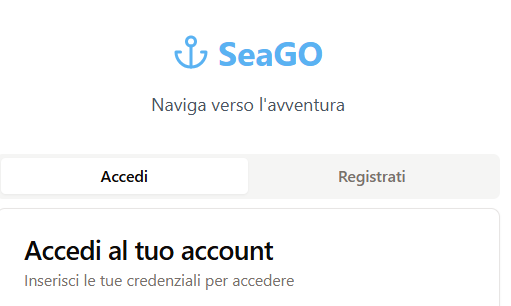 SeaGO
Naviga verso l'avventura
Accedi
Registrati
Accedi al tuo account
Inserisci le tue credenziali per accedere